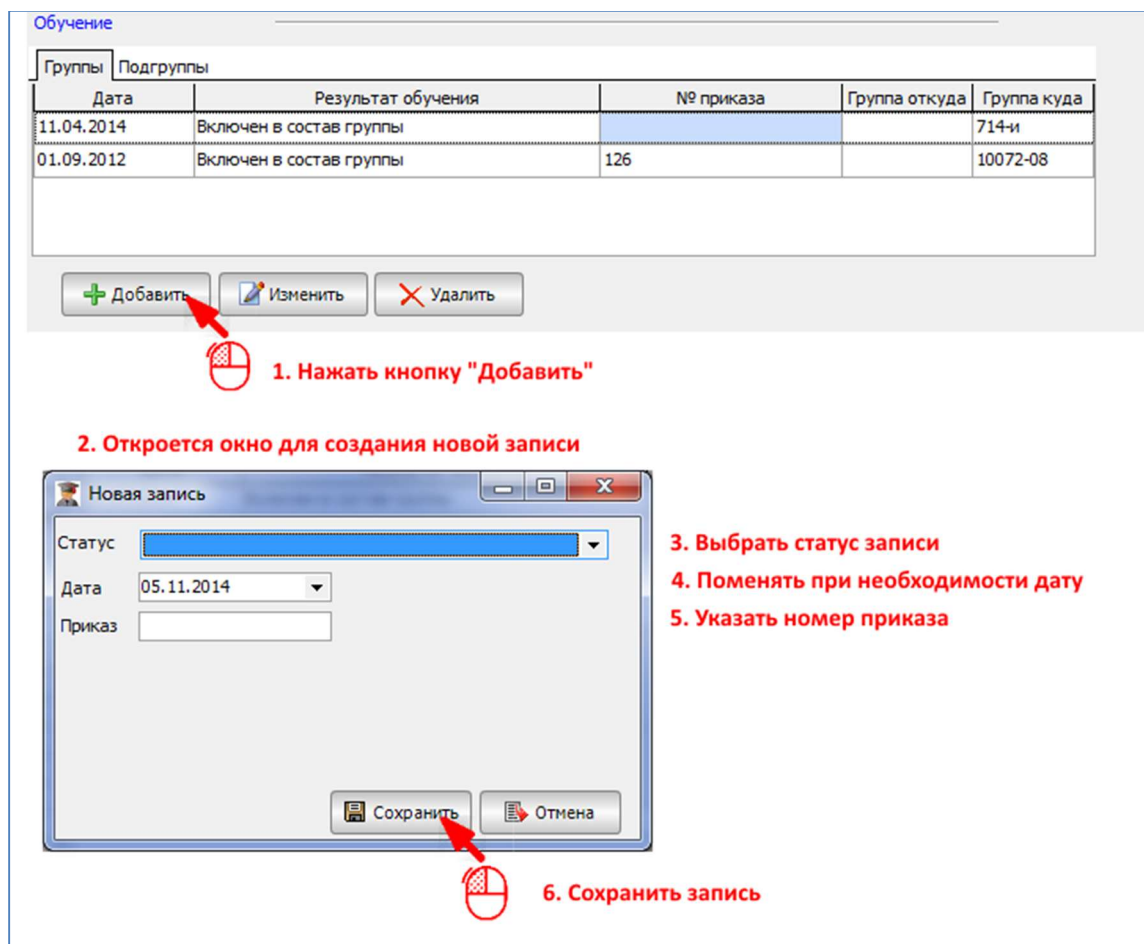 Обучение
Группы Подгруппы
Дата Результат обучения № приказа Группа откуда Группа куда
11.04.2014 Включен в состав группы 714-и
01.09.2012 Включен в состав группы 126 10072-08
Добавить Изменить Удалить
1. Нажать кнопку "Добавить"
2. Откроется окно для создания новой записи
Новая запись
Статус
3. Выбрать статус записи
Дата 05.11.2014
4. Поменять при необходимости дату
Приказ
5. Указать номер приказа
Сохранить Отмена
6. Сохранить запись